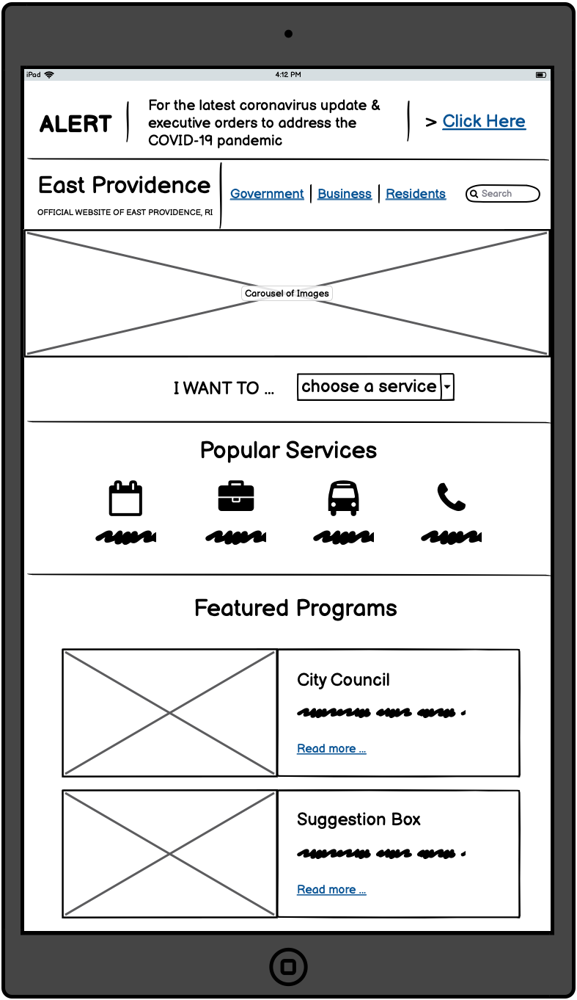 iPad
4:12 PM
ALERT
For the latest coronavirus update &
executive orders to address the
COVID-19 pandemic
> Click Here
East Providence
OFFICIAL WEBSITE OF EAST PROVIDENCE, RI
Government
Business
Residents
Search
Carousel of Images
I WANT TO ...
choose a service
Popular Services
Featured Programs
City Council
Read more ...
Suggestion Box
Read more ...